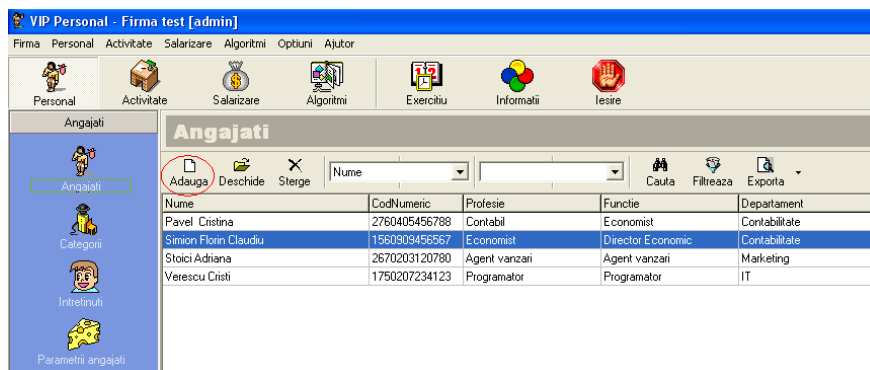 VIP Personal - Firma test [admin]
Firma Personal Activitate Salarizare Algoritmi Optiuni Ajutor
Personal Activitate Salarizare Algoritmi Exercitiu Informatii Iesire
Angajati
Angajati
Adauga Deschide Sterge Nume Cauta Filtreaza Exporta
Angajati
Categorii
Intretinuti
Parametrii angajati
Nume CodNumeric Profesie Functie Departament
Pavel Cristina 2760405456788 Contabil Economist Contabilitate
Simion Florin Claudiu 1560909456567 Economist Director Economic Contabilitate
Stoici Adriana 2670203120780 Agent vanzari Agent vanzari Marketing
Verescu Cristi 1750207234123 Programator Programator IT